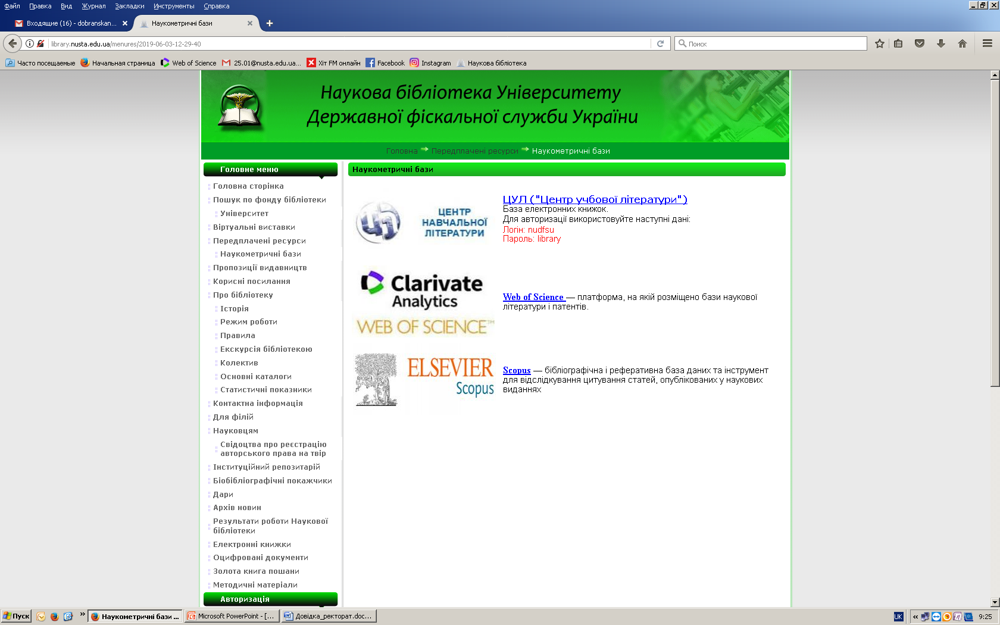 Файл Правка Вид Журнал Закладки Инструменты Справка
Входящие (16) - dobranskan... Наукометричні бази
library.nusta.edu.ua/menures/2019-06-03-12-29-40 Поиск
Часто посещаемые Начальная страница Web of Science 25.01@nusta.edu.ua... Хіт FM онлайн Facebook Instagram Наукова бібліотека
Наукова бібліотека Університету
Державної фіскальної служби України
Головна Передплачені ресурси Наукометричні бази
Головне меню
Головна сторінка
Пошук по фонду бібліотеки
Університет
Віртуальні виставки
Передплачені ресурси
Наукометричні бази
Пропозиції видавництв
Корисні посилання
Про бібліотеку
Історія
Режим роботи
Правила
Екскурсія бібліотекою
Колектив
Основні каталоги
Статистичні показники
Контактна інформація
Для філій
Науковцям
Свідоцтва про реєстрацію
авторського права на твір
Інституційний репозитарій
Біобібліографічні покажчики
Дари
Архів новин
Результати роботи Наукової
бібліотеки
Електронні книжки
Оцифровані документи
Золота книга пошани
Методичні матеріали
Авторизація
Наукометричні бази
ЦЕНТР
НАВЧАЛЬНОЇ
ЛІТЕРАТУРИ
ЦУЛ ("Центр учбової літератури")
База електронних книжок.
Для авторизації використовуйте наступні дані:
Логін: nudfsu
Пароль: library
Clarivate
Analytics
WEB OF SCIENCE™
Web of Science — платформа, на якій розміщено бази наукової
літератури і патентів.
ELSEVIER
Scopus
Scopus — бібліографічна і реферативна база даних та інструмент
для відслідкування цитування статей, опублікованих у наукових
виданнях
Пуск » Наукометричні бази ... Microsoft PowerPoint - [... Довідка_ректорат.doc... UK « 9:25